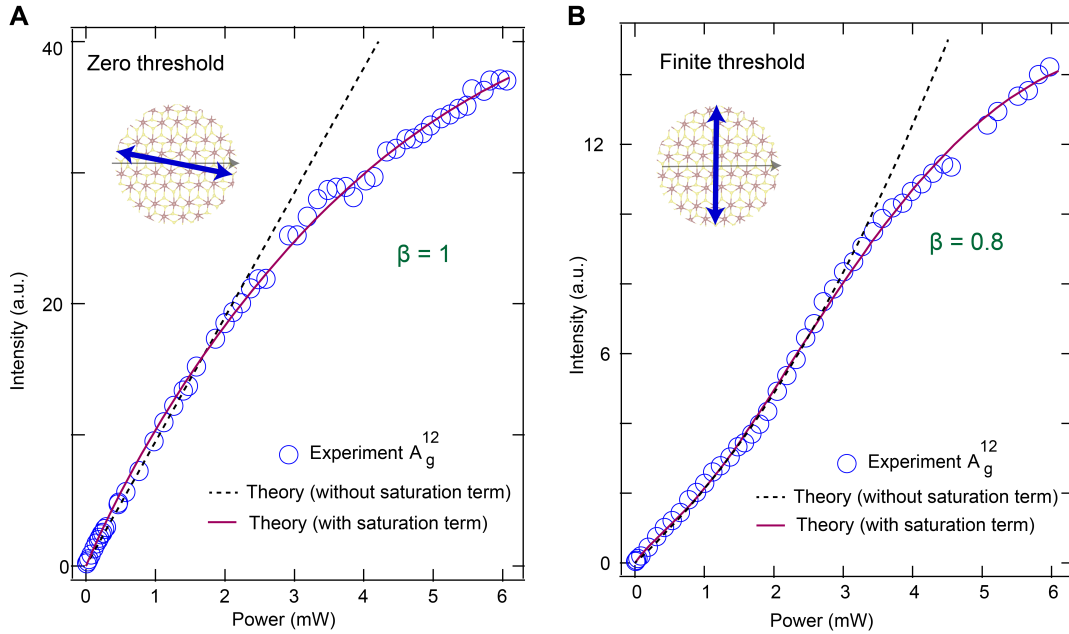 A
Zero threshold
40
20
0
Intensity (a.u.)
β = 1
Experiment A_g^12
Theory (without saturation term)
Theory (with saturation term)
0 1 2 3 4 5 6
Power (mW)
B
Finite threshold
12
6
0
Intensity (a.u.)
β = 0.8
Experiment A_g^12
Theory (without saturation term)
Theory (with saturation term)
0 1 2 3 4 5 6
Power (mW)